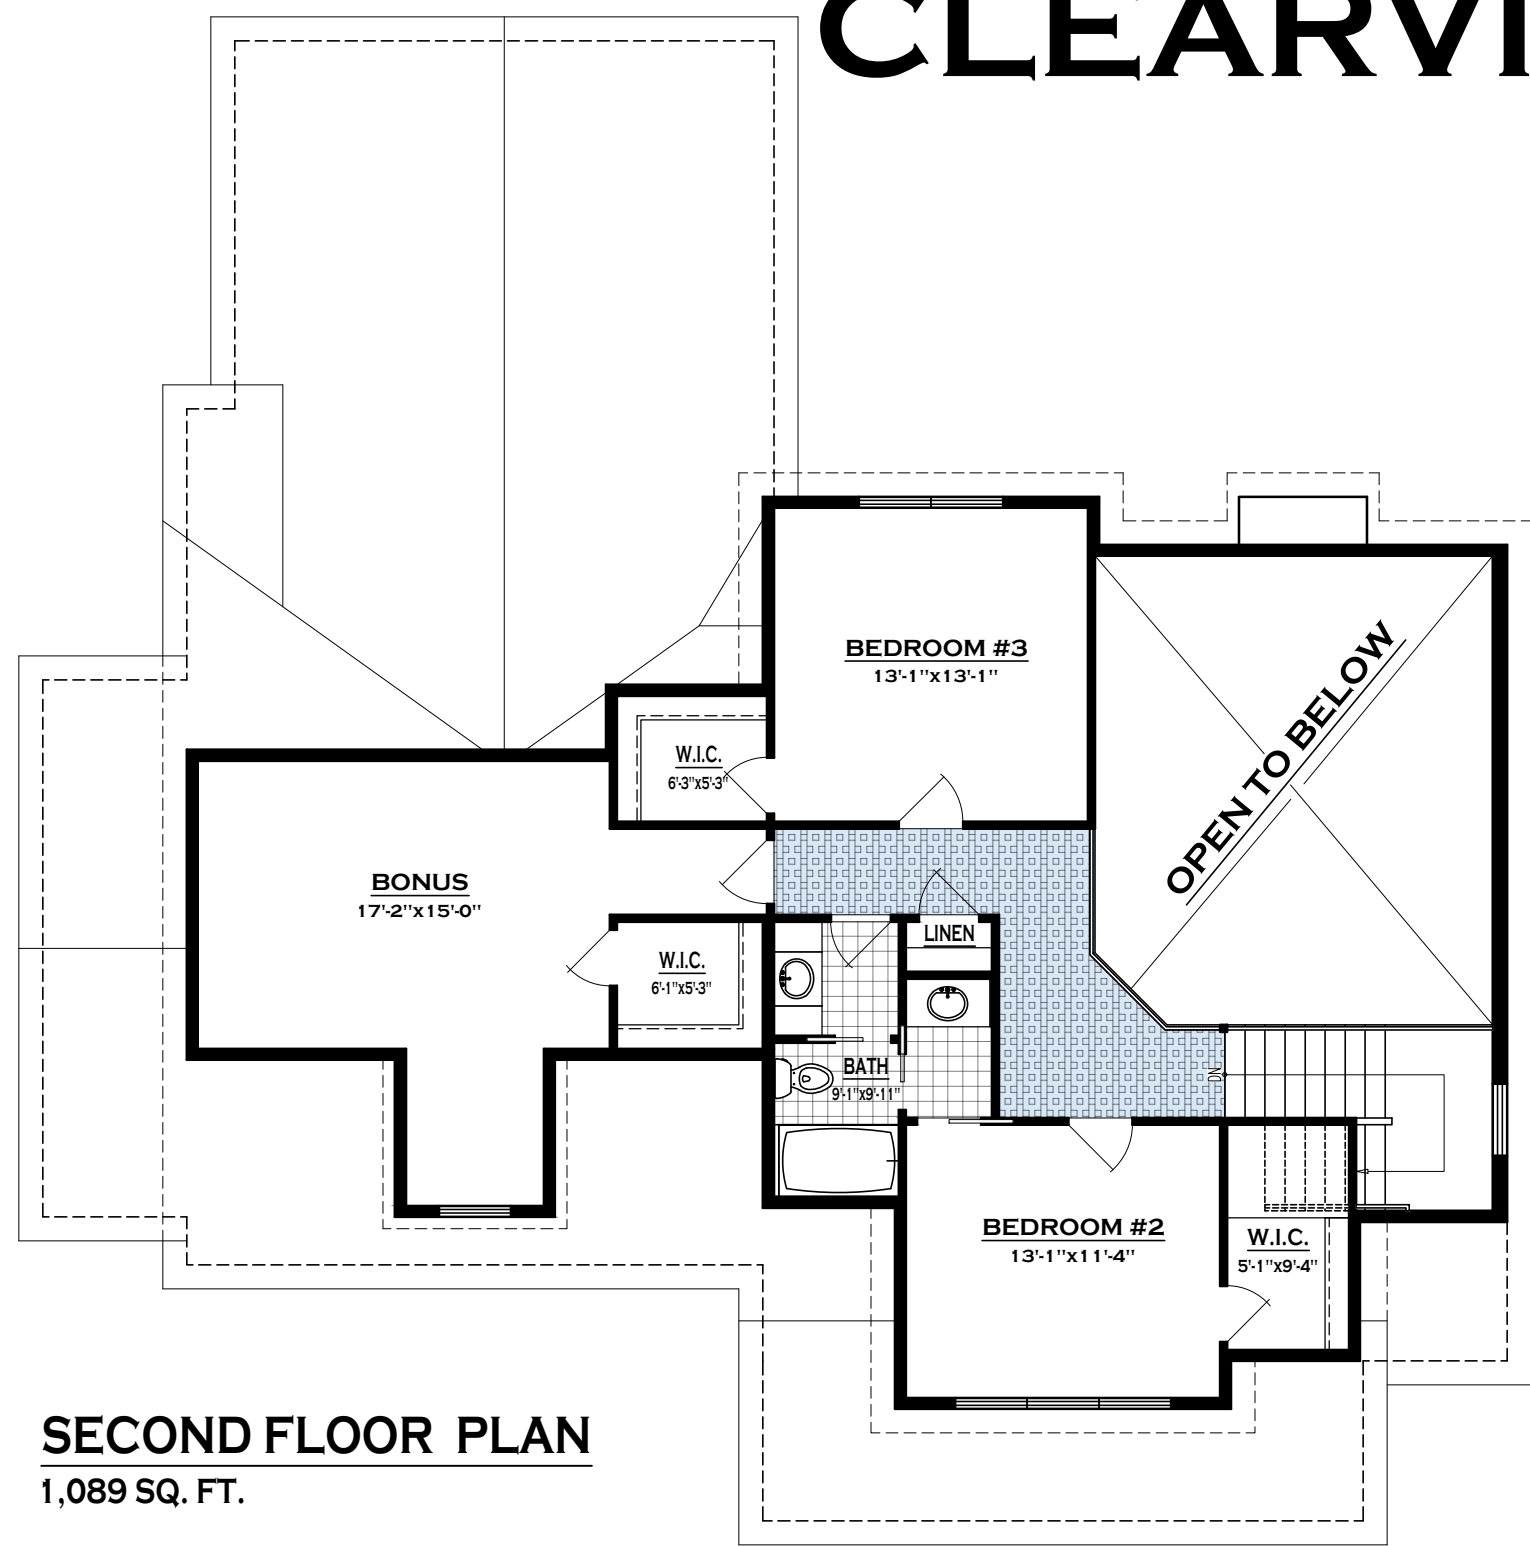 CLEARVI
BEDROOM #3
13'-1"x13'-1"
W.I.C.
6'-3"x5'-3"
OPEN TO BELOW
BONUS
17'-2"x15'-0"
LINEN
W.I.C.
6'-1"x5'-3"
BATH
9'-1"x9'-11"
DN
BEDROOM #2
13'-1"x11'-4"
W.I.C.
5'-1"x9'-4"
SECOND FLOOR PLAN
1,089 SQ. FT.